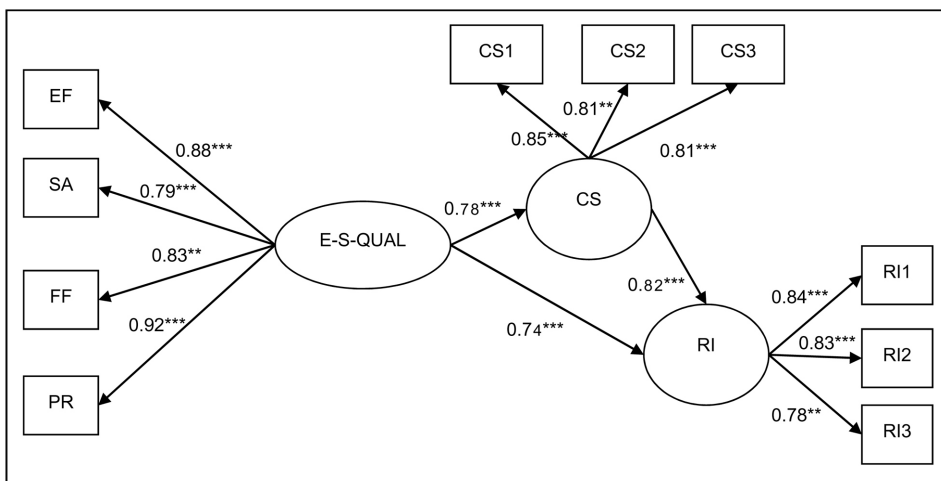 CS1
CS2
CS3
EF
0.81**
0.85***
0.88***
0.81***
SA
0.79***
CS
0.78***
E-S-QUAL
0.83**
FF
0.82***
RI1
0.84***
0.92***
0.74***
RI
0.83***
RI2
PR
0.78**
RI3